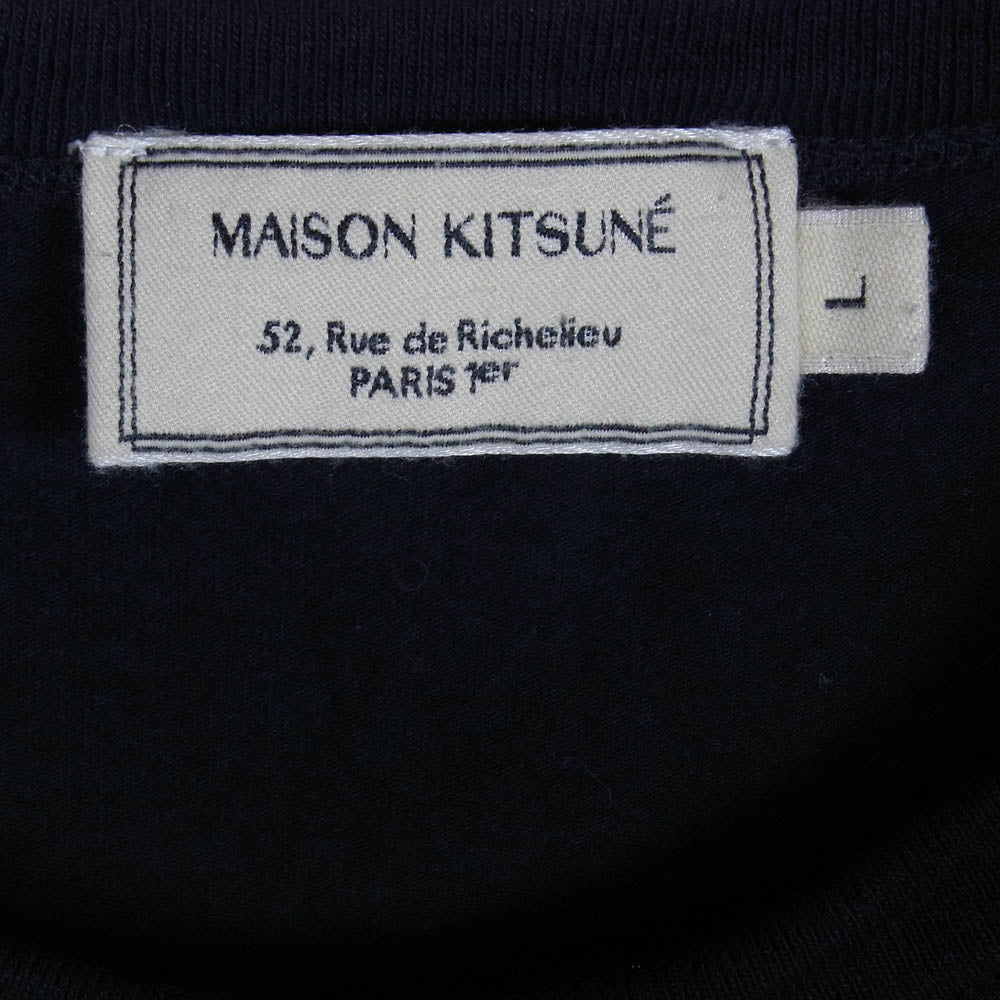 MAISON KITSUNÉ
52, Rue de Richelieu
PARIS 1er
L